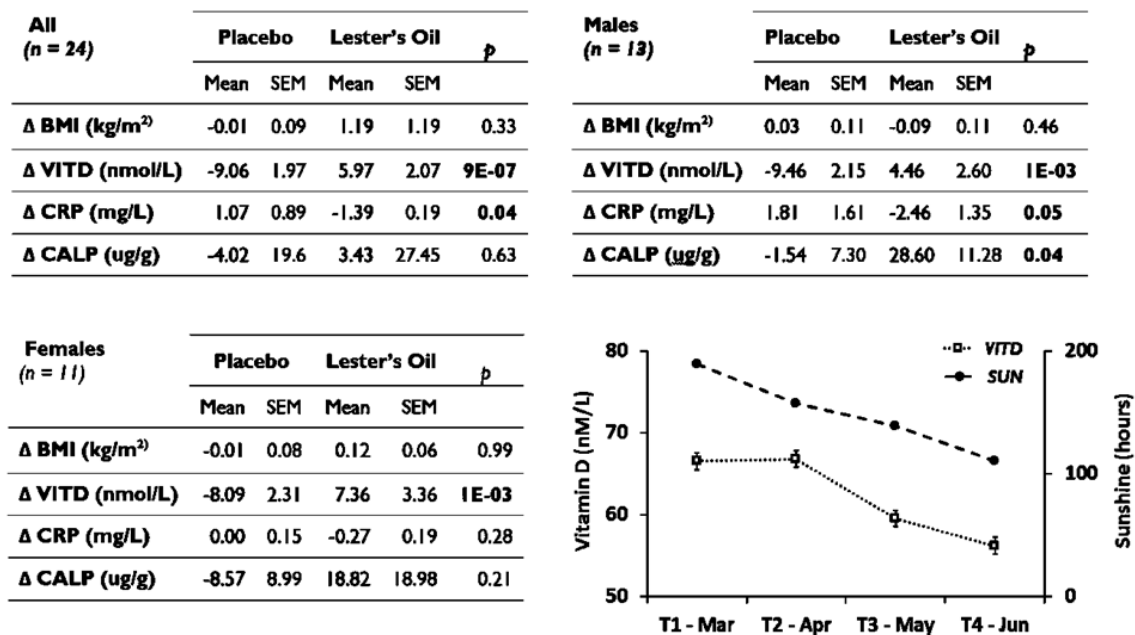 All
(n = 24)
Placebo Lester's Oil p
Mean SEM Mean SEM
Δ BMI (kg/m²) -0.01 0.09 1.19 1.19 0.33
Δ VITD (nmol/L) -9.06 1.97 5.97 2.07 9E-07
Δ CRP (mg/L) 1.07 0.89 -1.39 0.19 0.04
Δ CALP (ug/g) -4.02 19.6 3.43 27.45 0.63
Males
(n = 13)
Placebo Lester's Oil p
Mean SEM Mean SEM
Δ BMI (kg/m²) 0.03 0.11 -0.09 0.11 0.46
Δ VITD (nmol/L) -9.46 2.15 4.46 2.60 1E-03
Δ CRP (mg/L) 1.81 1.61 -2.46 1.35 0.05
Δ CALP (ug/g) -1.54 7.30 28.60 11.28 0.04
Females
(n = 11)
Placebo Lester's Oil p
Mean SEM Mean SEM
Δ BMI (kg/m²) -0.01 0.08 0.12 0.06 0.99
Δ VITD (nmol/L) -8.09 2.31 7.36 3.36 1E-03
Δ CRP (mg/L) 0.00 0.15 -0.27 0.19 0.28
Δ CALP (ug/g) -8.57 8.99 18.82 18.98 0.21
Vitamin D (nM/L)
80
70
60
50
VITD
SUN
200
100
0
Sunshine (hours)
T1 - Mar T2 - Apr T3 - May T4 - Jun